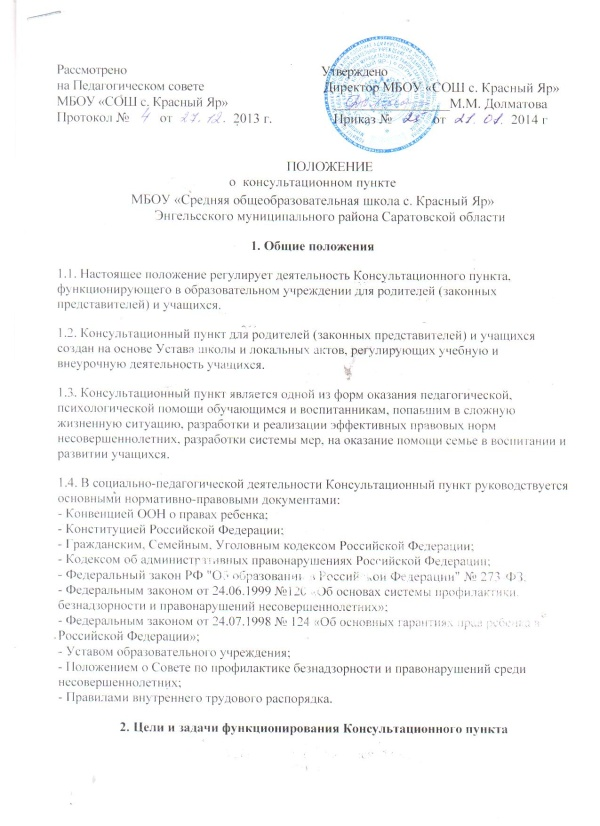 Рассмотрено Утверждено
на Педагогическом совете Директор МБОУ «СОШ с. Красный Яр»
МБОУ «СОШ с. Красный Яр» М.М. Долматова
Протокол № 4 от 27.12. 2013 г. Приказ № 25 от 21.01. 2014 г
ПОЛОЖЕНИЕ
о консультационном пункте
МБОУ «Средняя общеобразовательная школа с. Красный Яр»
Энгельсского муниципального района Саратовской области
1. Общие положения
1.1. Настоящее положение регулирует деятельность Консультационного пункта,
функционирующего в образовательном учреждении для родителей (законных
представителей) и учащихся.
1.2. Консультационный пункт для родителей (законных представителей) и учащихся
создан на основе Устава школы и локальных актов, регулирующих учебную и
внеурочную деятельность учащихся.
1.3. Консультационный пункт является одной из форм оказания педагогической,
психологической помощи обучающимся и воспитанникам, попавшим в сложную
жизненную ситуацию, разработки и реализации эффективных правовых норм
несовершеннолетних, разработки системы мер, на оказание помощи семье в воспитании и
развитии учащихся.
1.4. В социально-педагогической деятельности Консультационный пункт руководствуется
основными нормативно-правовыми документами:
- Конвенцией ООН о правах ребенка;
- Конституцией Российской Федерации;
- Гражданским, Семейным, Уголовным кодексом Российской Федерации;
- Кодексом об административных правонарушениях Российской Федерации;
- Федеральный закон РФ "Об образовании в Российской Федерации" № 273-ФЗ.
- Федеральным законом от 24.06.1999 №120 «Об основах системы профилактики
безнадзорности и правонарушений несовершеннолетних»;
- Федеральным законом от 24.07.1998 № 124 «Об основных гарантиях прав ребенка в
Российской Федерации»;
- Уставом образовательного учреждения;
- Положением о Совете по профилактике безнадзорности и правонарушений среди
несовершеннолетних;
- Правилами внутреннего трудового распорядка.
2. Цели и задачи функционирования Консультационного пункта